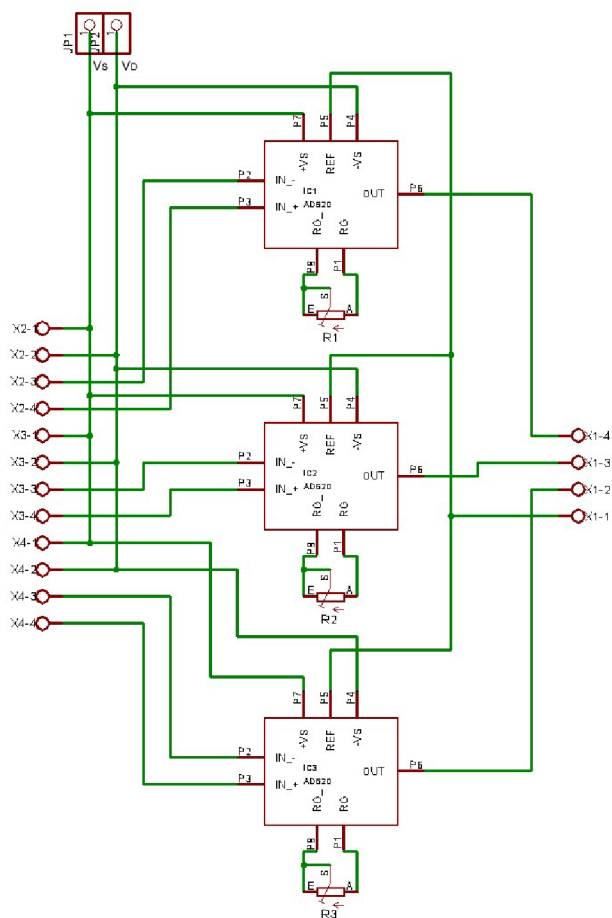 JP1
JP2
1
1
Vs
VD
P7
P5
P4
+VS
REF
-VS
P2
IN_-
P3
IN_+
IC1
AD620
OUT
P6
RG_
RG
P8
P1
E
S
A
R1
X2-1
X2-2
X2-3
X2-4
X3-1
X3-2
X3-3
X3-4
X4-1
X4-2
X4-3
X4-4
P7
P5
P4
+VS
REF
-VS
P2
IN_-
P3
IN_+
IC2
AD620
OUT
P6
RG_
RG
P8
P1
E
S
A
R2
X1-4
X1-3
X1-2
X1-1
P7
P5
P4
+VS
REF
-VS
P2
IN_-
P3
IN_+
IC3
AD620
OUT
P6
RG_
RG
P8
P1
E
S
A
R3